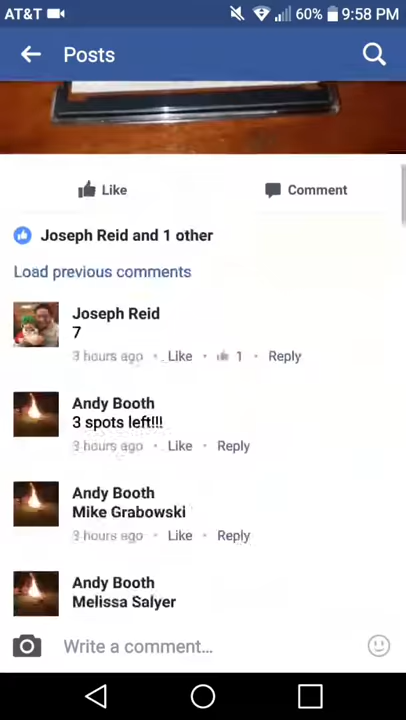 AT&T 60% 9:58 PM
Posts
Like Comment
Joseph Reid and 1 other
Load previous comments
Joseph Reid
7
3 hours ago · Like · 1 · Reply
Andy Booth
3 spots left!!!
3 hours ago · Like · Reply
Andy Booth
Mike Grabowski
3 hours ago · Like · Reply
Andy Booth
Melissa Salyer
Write a comment...